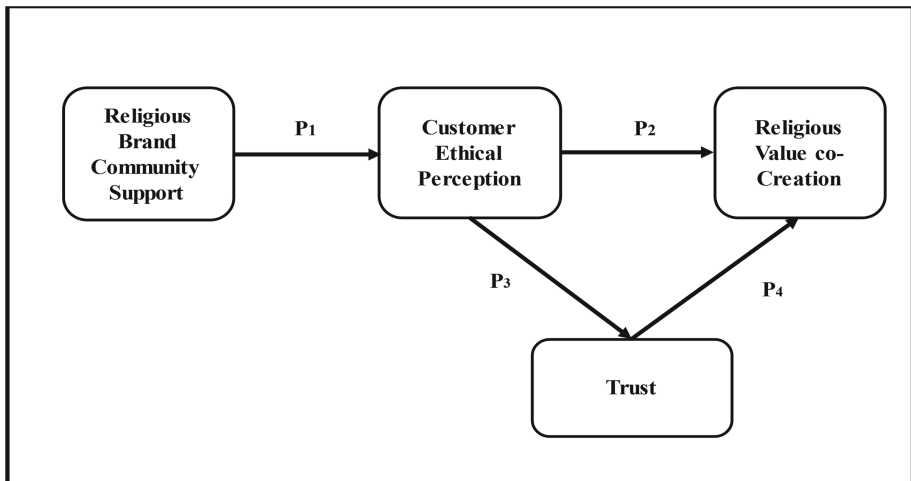 Religious
Brand
Community
Support
P1
Customer
Ethical
Perception
P2
Religious
Value co-
Creation
P3
P4
Trust